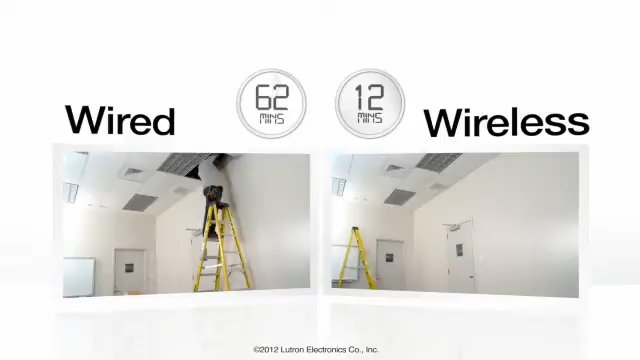 Wired
62
MINS
12
MINS
Wireless
©2012 Lutron Electronics Co., Inc.